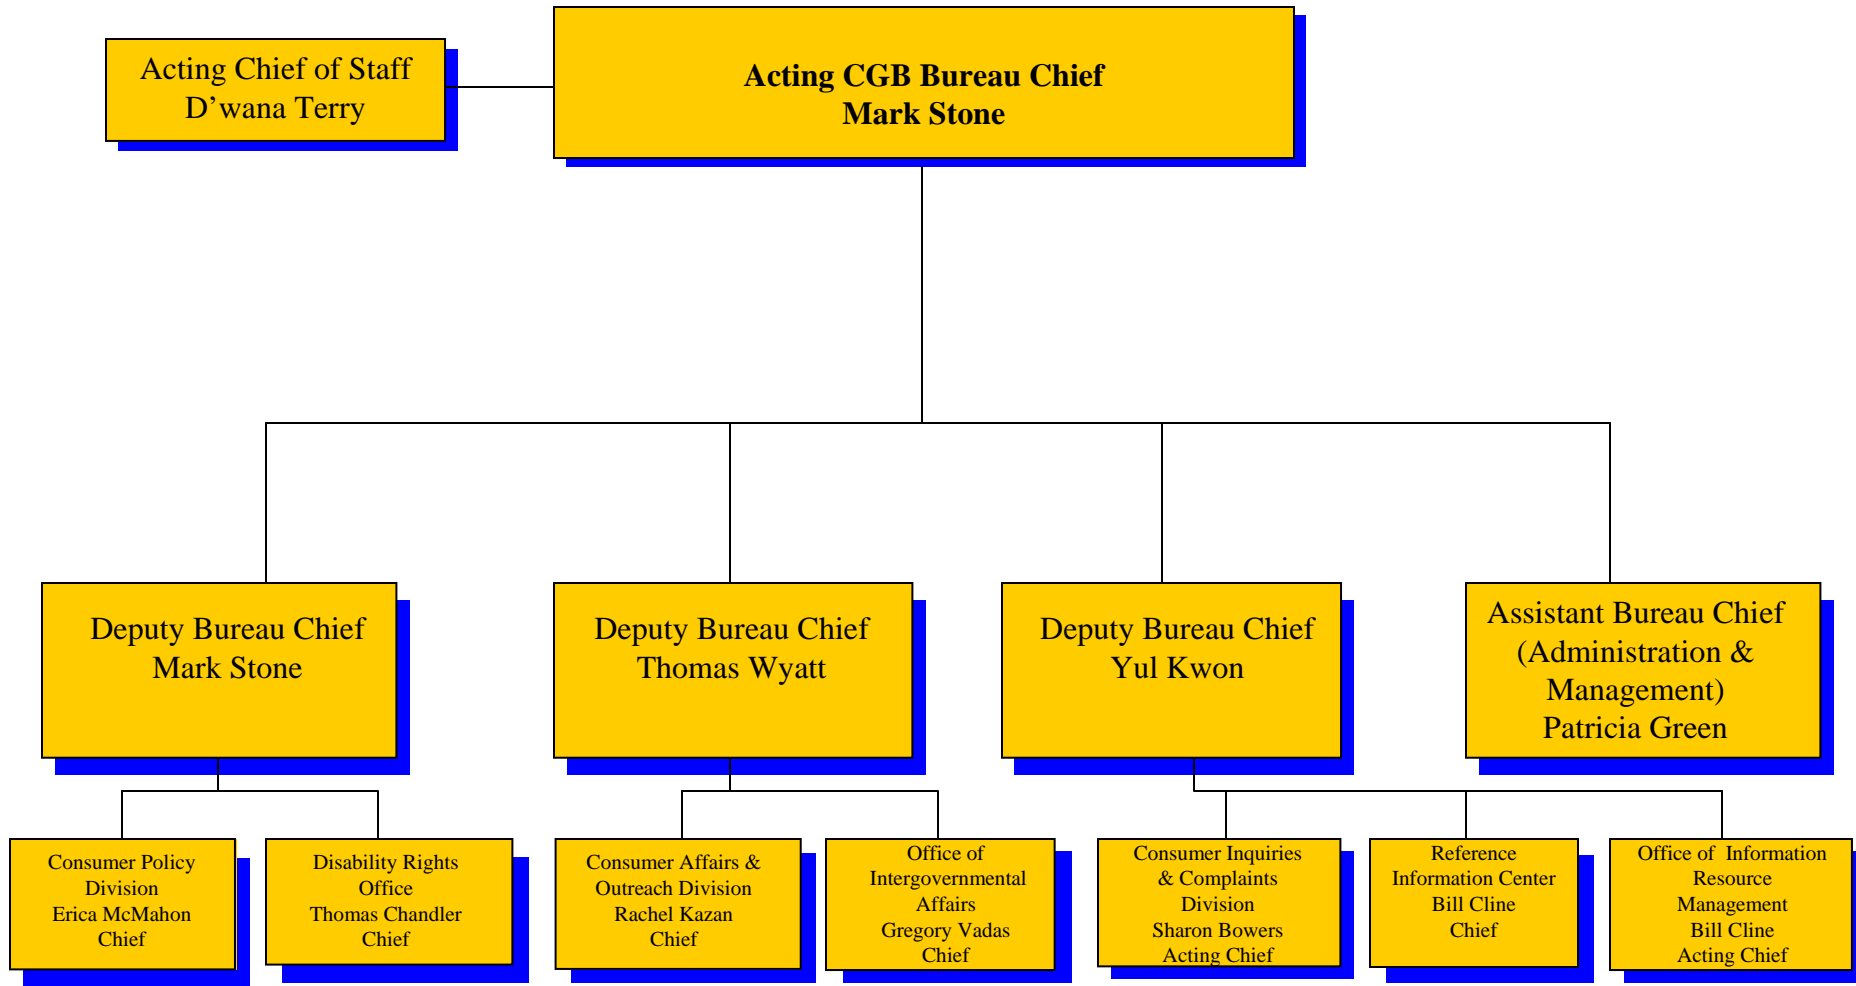 Acting Chief of Staff
D’wana Terry
Acting CGB Bureau Chief
Mark Stone
Deputy Bureau Chief
Mark Stone
Deputy Bureau Chief
Thomas Wyatt
Deputy Bureau Chief
Yul Kwon
Assistant Bureau Chief
(Administration &
Management)
Patricia Green
Consumer Policy
Division
Erica McMahon
Chief
Disability Rights
Office
Thomas Chandler
Chief
Consumer Affairs &
Outreach Division
Rachel Kazan
Chief
Office of
Intergovernmental
Affairs
Gregory Vadas
Chief
Consumer Inquiries
& Complaints
Division
Sharon Bowers
Acting Chief
Reference
Information Center
Bill Cline
Chief
Office of Information
Resource
Management
Bill Cline
Acting Chief